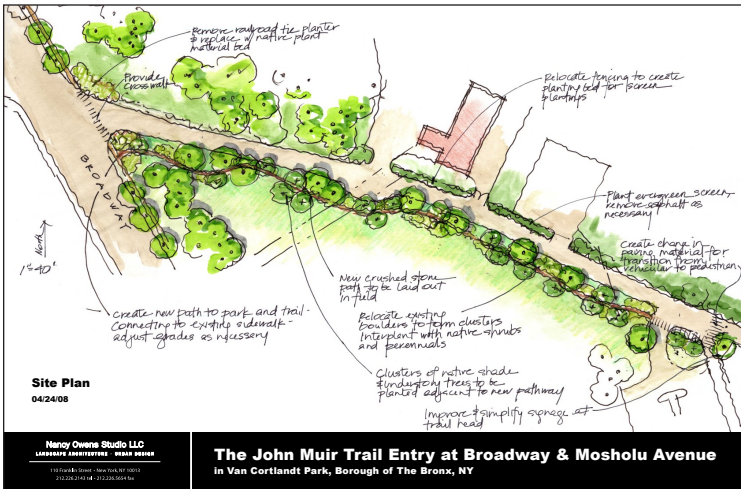 Remove railroad tie planter
& replace w/ native plant
material bed
Provide
crosswalk
Relocate fencing to create
planting bed for screen
plantings
BROADWAY
Plant evergreen screen,
remove asphalt as
necessary
Create change in
paving material for
transition from
vehicular to pedestrian
North
1"=40'
New crushed stone
path to be laid out
in field
Create new path to park and trail-
connecting to existing sidewalk-
adjust grades as necessary
Relocate existing
boulders to form clusters
Interplant with native shrubs
and perennials
Clusters of native shade
& understory trees to be
planted adjacent to new pathway
Improve & simplify signage at
trail head
Site Plan
04/24/08
Nancy Owens Studio LLC
LANDSCAPE ARCHITECTURE · URBAN DESIGN
110 Franklin Street · New York, NY 10013
212.226.2143 tel · 212.226.5654 fax
The John Muir Trail Entry at Broadway & Mosholu Avenue
in Van Cortlandt Park, Borough of The Bronx, NY